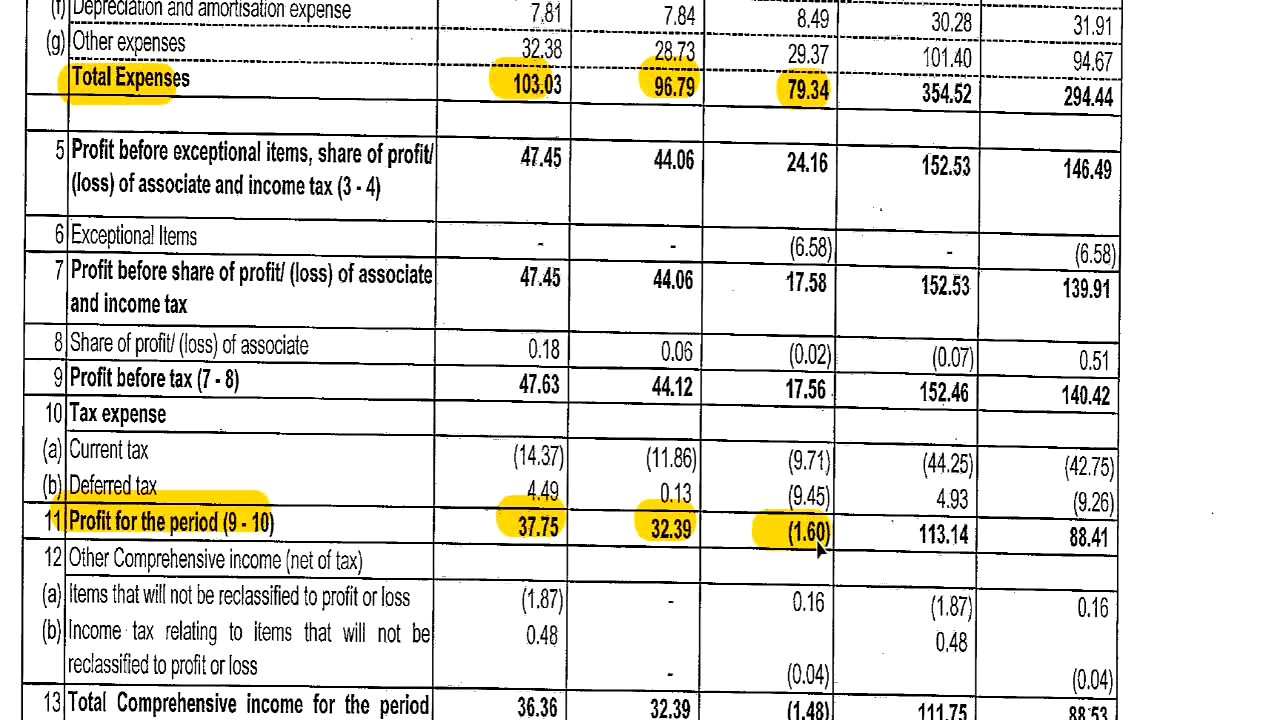 (f) Depreciation and amortisation expense 7.81 7.84 8.49 30.28 31.91
(g) Other expenses 32.38 28.73 29.37 101.40 94.67
Total Expenses 103.03 96.79 79.34 354.52 294.44
5 Profit before exceptional items, share of profit/ 47.45 44.06 24.16 152.53 146.49
(loss) of associate and income tax (3 - 4)
6 Exceptional Items - - (6.58) - (6.58)
7 Profit before share of profit/ (loss) of associate 47.45 44.06 17.58 152.53 139.91
and income tax
8 Share of profit/ (loss) of associate 0.18 0.06 (0.02) (0.07) 0.51
9 Profit before tax (7 - 8) 47.63 44.12 17.56 152.46 140.42
10 Tax expense
(a) Current tax (14.37) (11.86) (9.71) (44.25) (42.75)
(b) Deferred tax 4.49 0.13 (9.45) 4.93 (9.26)
11 Profit for the period (9 - 10) 37.75 32.39 (1.60) 113.14 88.41
12 Other Comprehensive income (net of tax)
(a) Items that will not be reclassified to profit or loss (1.87) - 0.16 (1.87) 0.16
(b) Income tax relating to items that will not be 0.48 0.48
reclassified to profit or loss - (0.04) (0.04)
13 Total Comprehensive income for the period 36.36 32.39 (1.48) 111.75 88.53